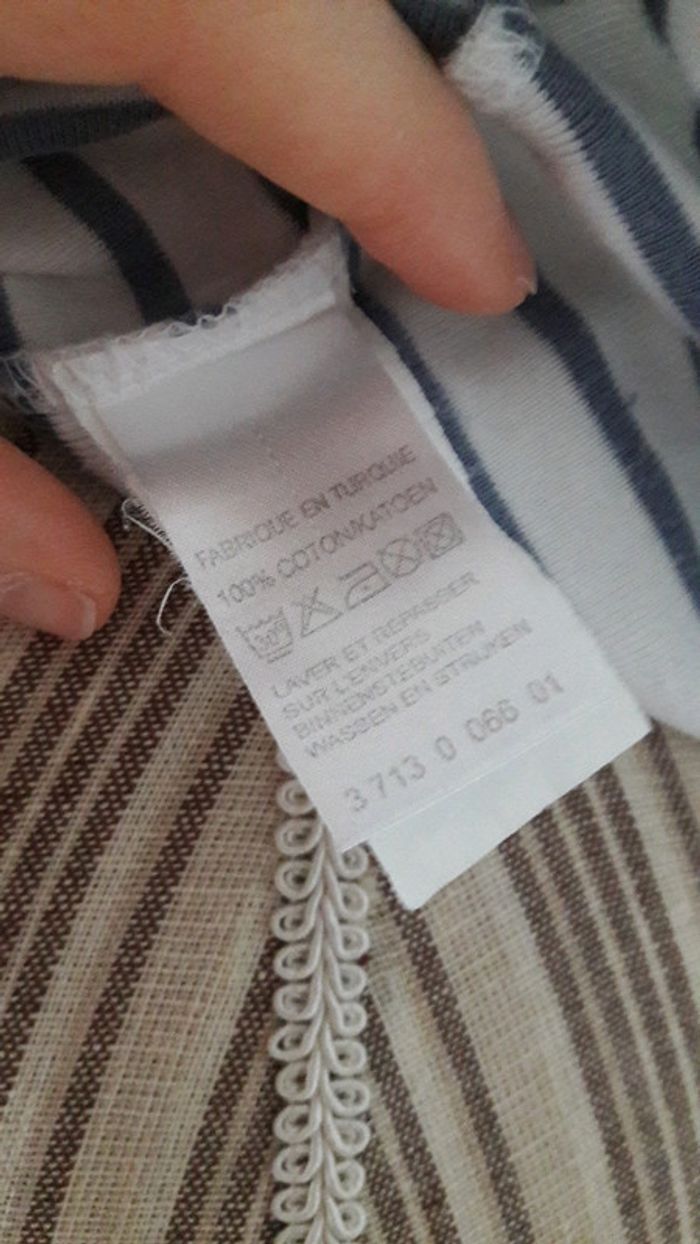 FABRIQUE EN TURQUIE
100% COTON/KATOEN
30°
LAVER ET REPASSER
SUR L'ENVERS
BINNENSTEBUITEN
WASSEN EN STRIJKEN
3 713 0 066 01